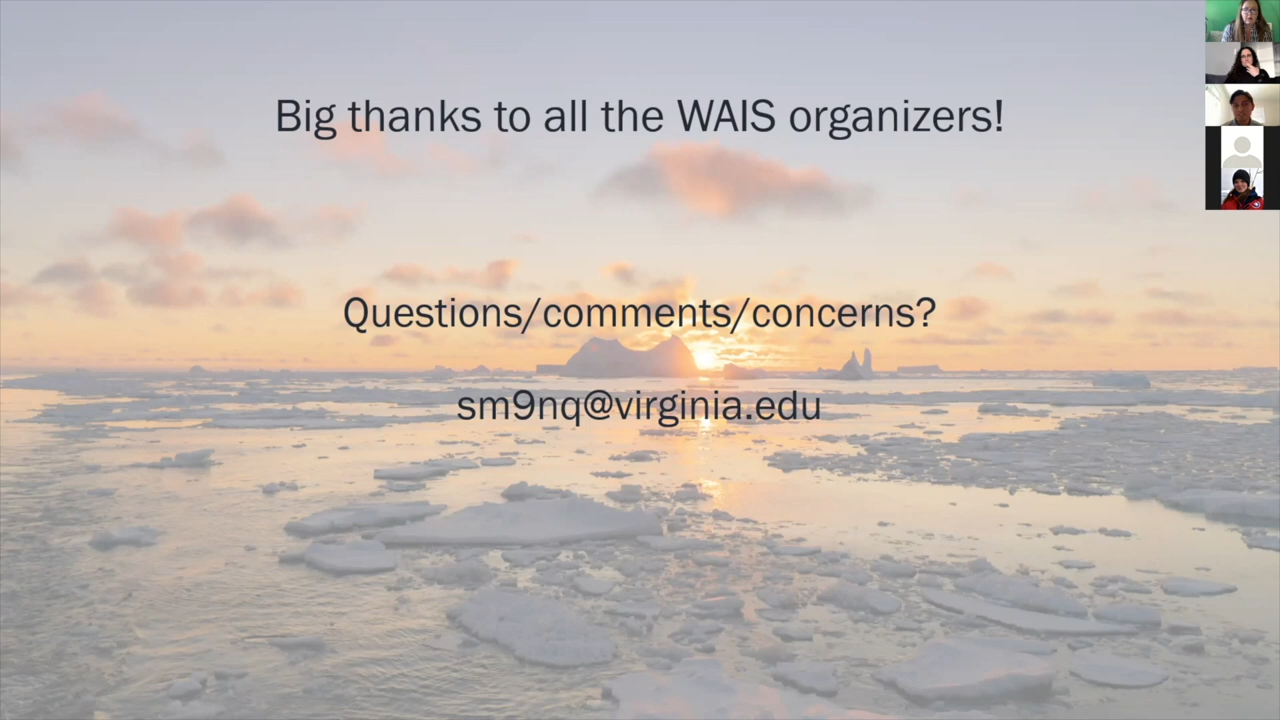 Big thanks to all the WAIS organizers!
Questions/comments/concerns?
sm9nq@virginia.edu